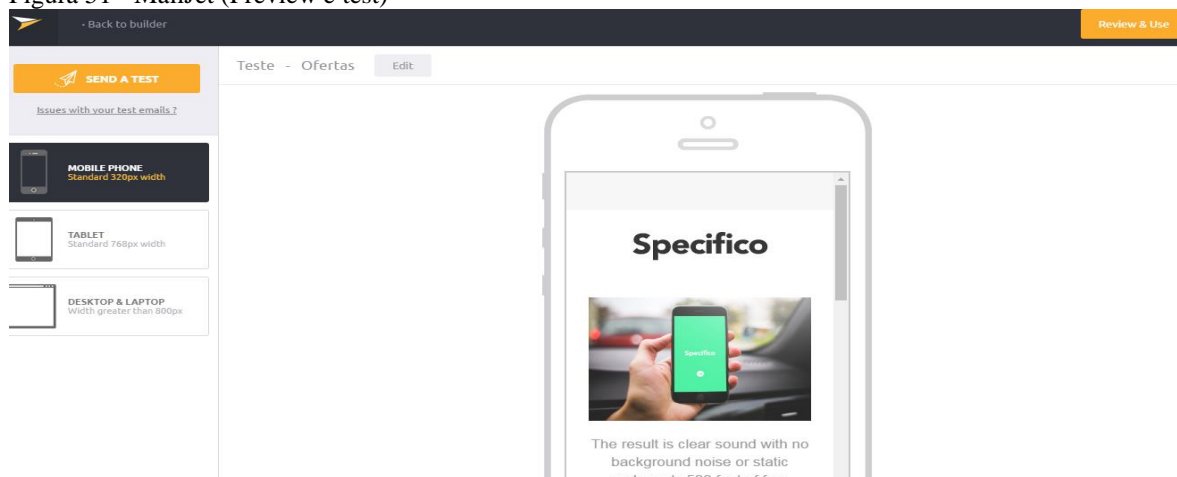 Figura 31 - MailJet (Preview e test)
‹ Back to builder
Review & Use
SEND A TEST
Issues with your test emails ?
Teste - Ofertas
Edit
MOBILE PHONE
Standard 320px width
TABLET
Standard 768px width
DESKTOP & LAPTOP
Width greater than 800px
Specifico
Specifico
The result is clear sound with no
background noise or static